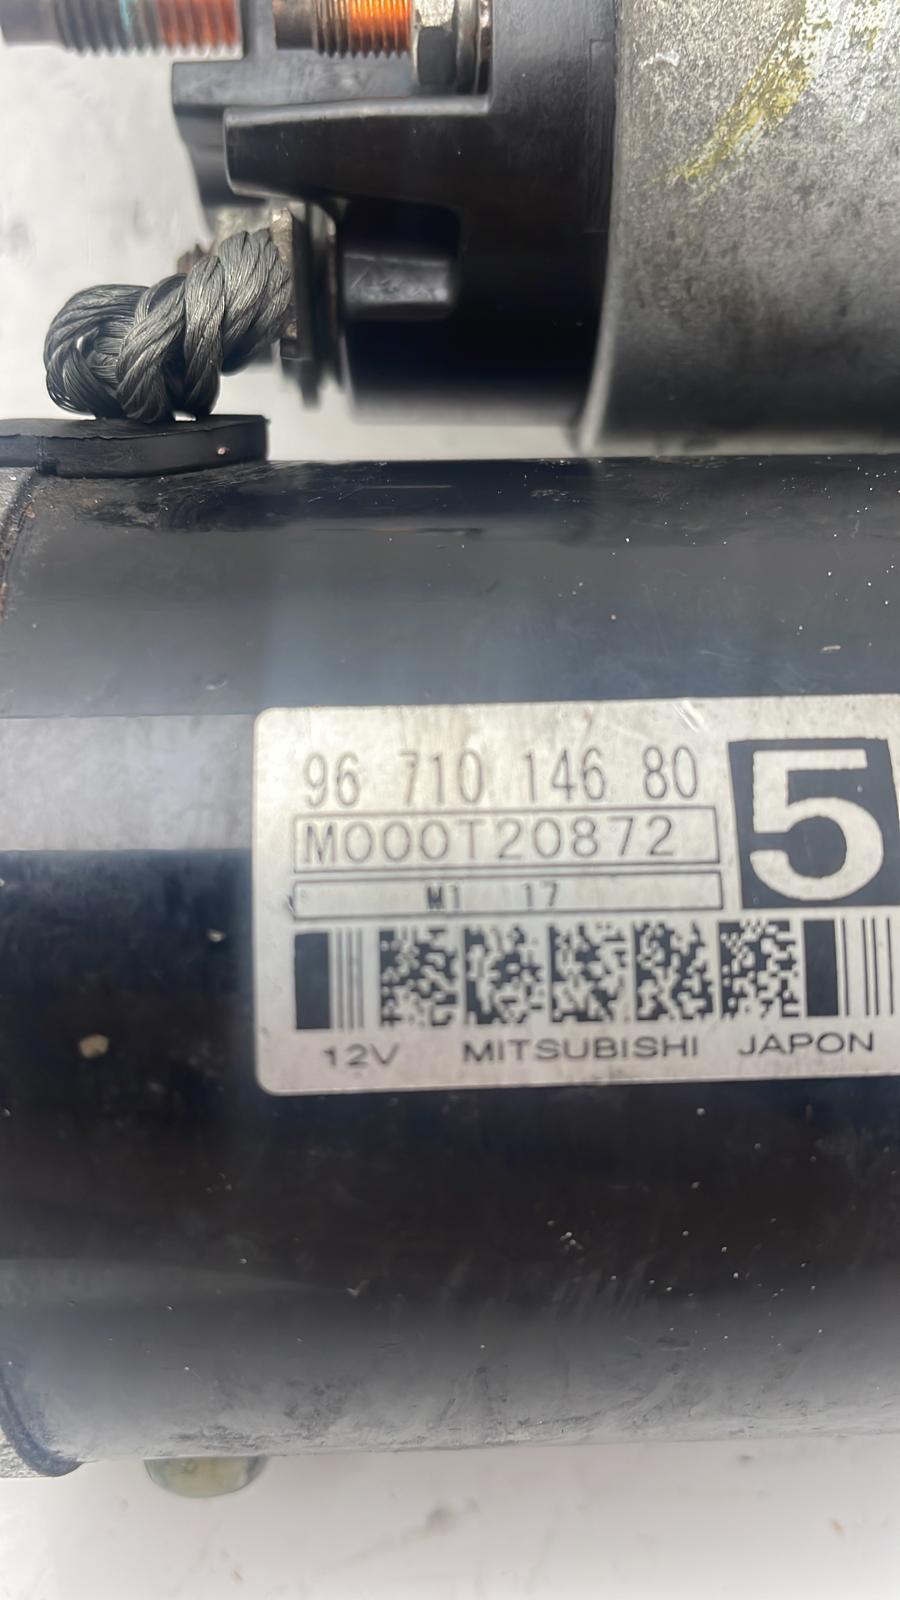 96 710 146 80
5
M000T20872
M1 17
12V MITSUBISHI JAPON